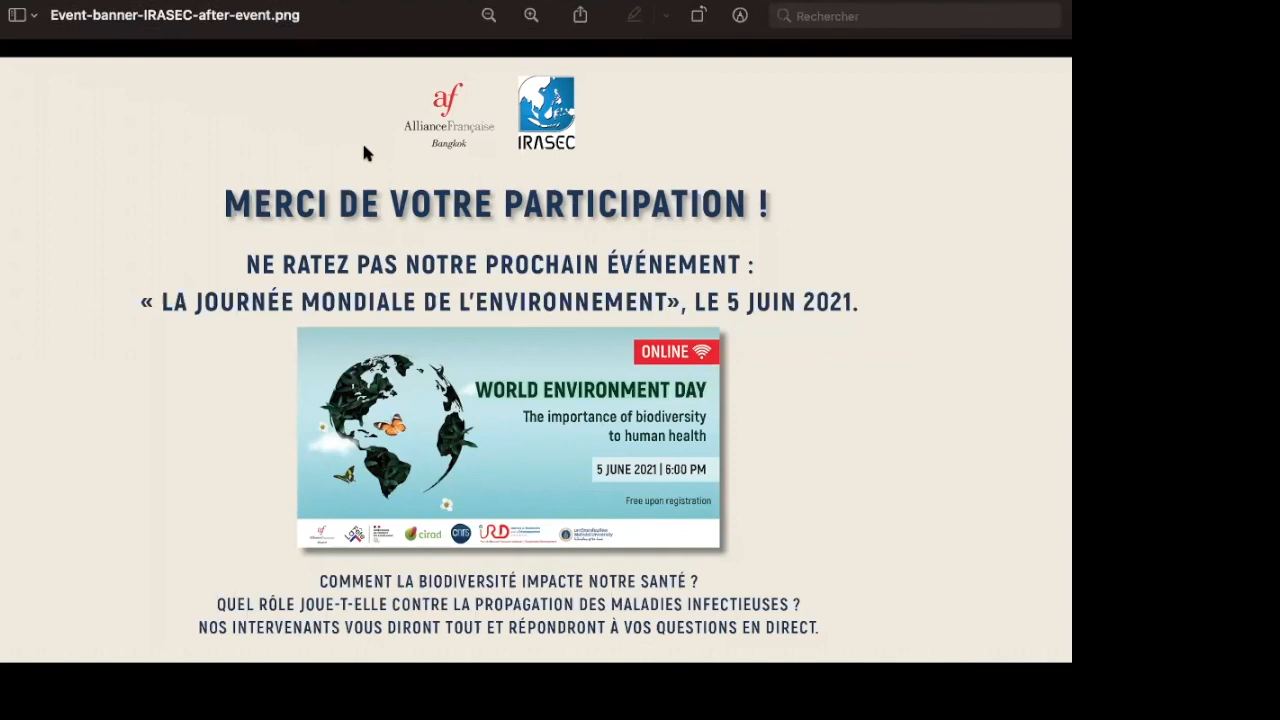 Event-banner-IRASEC-after-event.png
Rechercher
af
AllianceFrançaise
Bangkok
IRASEC
MERCI DE VOTRE PARTICIPATION !
NE RATEZ PAS NOTRE PROCHAIN ÉVÉNEMENT :
« LA JOURNÉE MONDIALE DE L'ENVIRONNEMENT», LE 5 JUIN 2021.
ONLINE
WORLD ENVIRONMENT DAY
The importance of biodiversity
to human health
5 JUNE 2021 | 6:00 PM
Free upon registration
af
cirad
cnrs
IRD
COMMENT LA BIODIVERSITÉ IMPACTE NOTRE SANTÉ ?
QUEL RÔLE JOUE-T-ELLE CONTRE LA PROPAGATION DES MALADIES INFECTIEUSES ?
NOS INTERVENANTS VOUS DIRONT TOUT ET RÉPONDRONT À VOS QUESTIONS EN DIRECT.